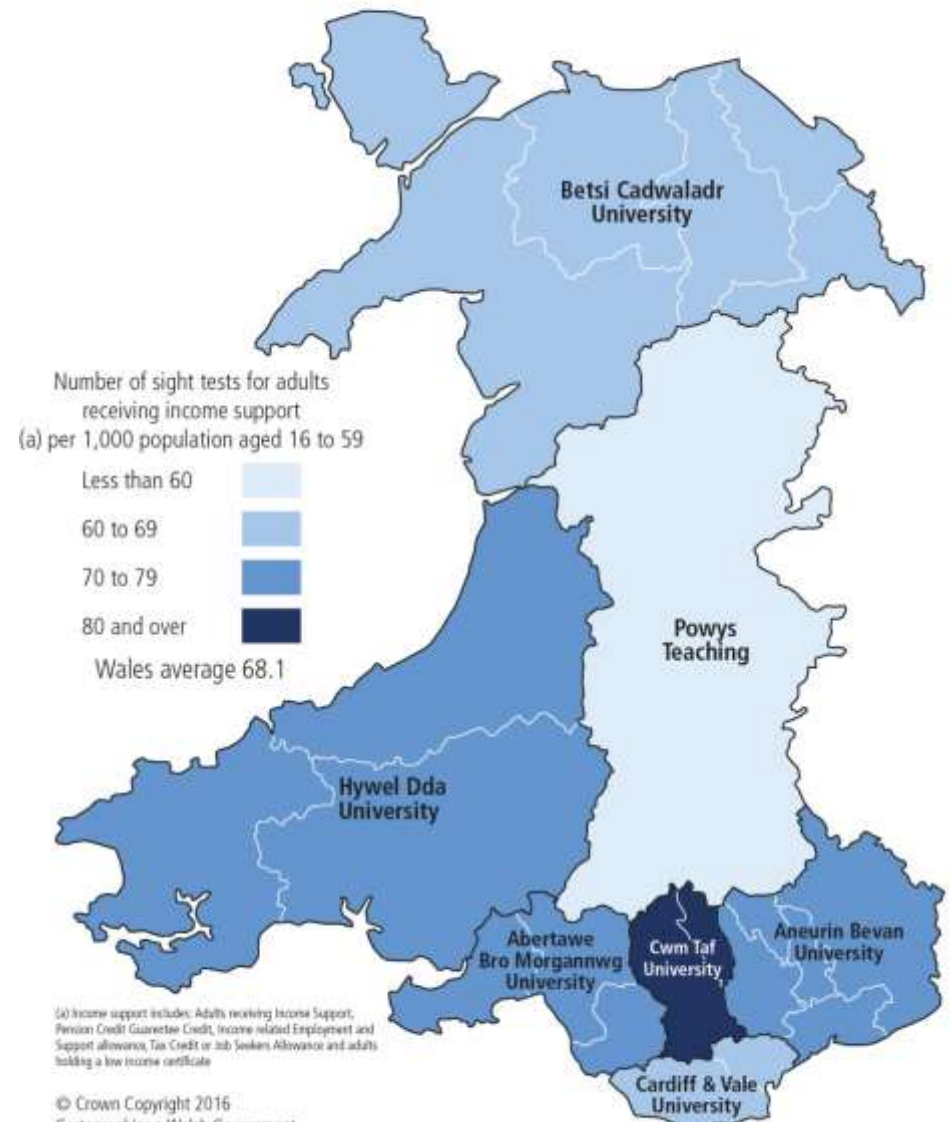 Betsi Cadwaladr
University
Number of sight tests for adults
receiving income support
(a) per 1,000 population aged 16 to 59
Less than 60
60 to 69
70 to 79
80 and over
Wales average 68.1
Powys
Teaching
Hywel Dda
University
Abertawe
Bro Morgannwg
University
Cwm Taf
University
Aneurin Bevan
University
Cardiff & Vale
University
(a) Income support includes: Adults receiving Income Support,
Pension Credit Guarentee Credit, Income related Employment and
Support allowance, Tax Credit or Job Seekers Allowance and adults
holding a low income certificate
© Crown Copyright 2016